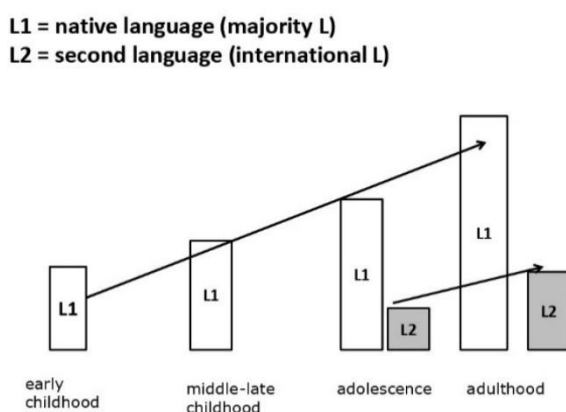 L1 = native language (majority L)
L2 = second language (international L)
L1
L1
L1
L2
L1
L2
early
childhood
middle-late
childhood
adolescence
adulthood